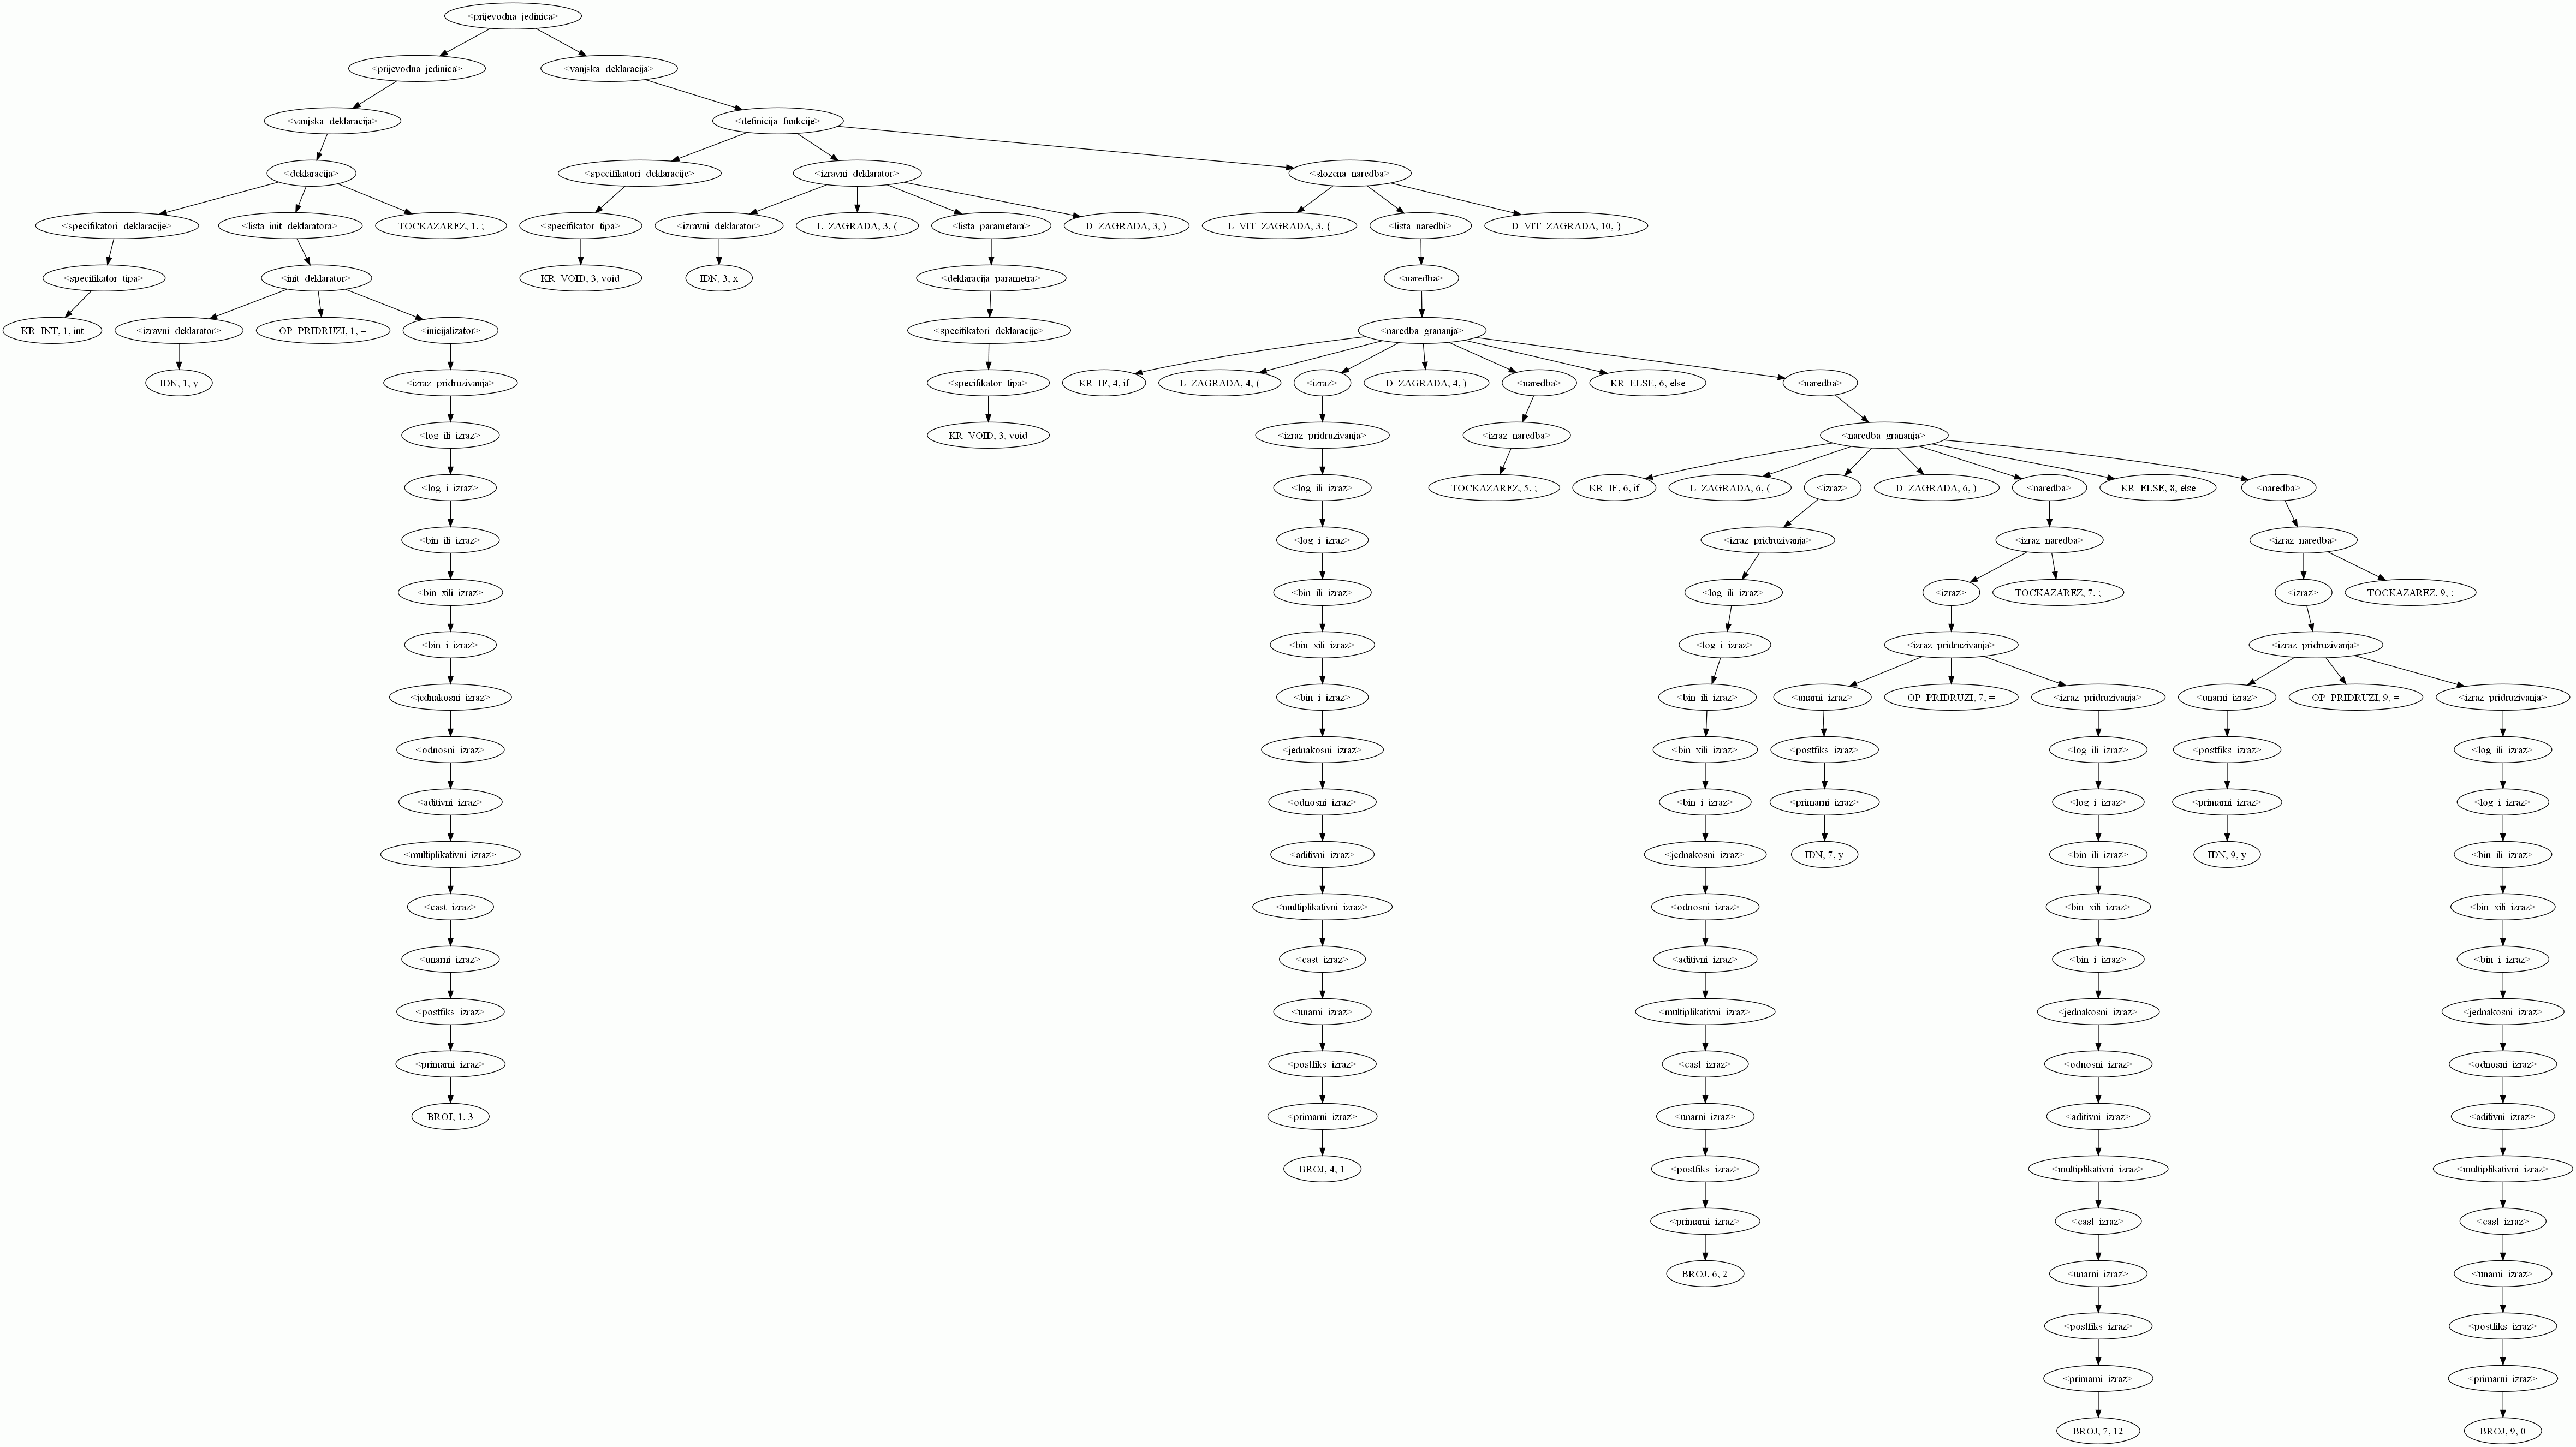 <prijevodna jedinica>
<prijevodna jedinica>
<vanjska deklaracija>
<vanjska deklaracija>
<definicija funkcije>
<deklaracija>
<specifikatori deklaracije>
<izravni deklarator>
<slozena naredba>
<specifikatori deklaracije>
<lista init deklaratora>
TOCKAZAREZ, 1, ;
<specifikator tipa>
<izravni deklarator>
L ZAGRADA, 3, (
<lista parametara>
D ZAGRADA, 3, )
L VIT ZAGRADA, 3, {
<lista naredbi>
D VIT ZAGRADA, 10, }
<specifikator tipa>
<init deklarator>
KR VOID, 3, void
IDN, 3, x
<deklaracija parametra>
<naredba>
KR INT, 1, int
<izravni deklarator>
OP PRIDRUZI, 1, =
<inicijalizator>
<specifikatori deklaracije>
<naredba grananja>
IDN, 1, y
<izraz pridruzivanja>
<specifikator tipa>
KR IF, 4, if
L ZAGRADA, 4, (
<izraz>
D ZAGRADA, 4, )
<naredba>
KR ELSE, 6, else
<naredba>
<log ili izraz>
KR VOID, 3, void
<izraz pridruzivanja>
<izraz naredba>
<naredba grananja>
<log i izraz>
<log ili izraz>
TOCKAZAREZ, 5, ;
KR IF, 6, if
L ZAGRADA, 6, (
<izraz>
D ZAGRADA, 6, )
<naredba>
KR ELSE, 8, else
<naredba>
<bin ili izraz>
<log i izraz>
<izraz pridruzivanja>
<izraz naredba>
<izraz naredba>
<bin xili izraz>
<bin ili izraz>
<log ili izraz>
<izraz>
TOCKAZAREZ, 7, ;
<izraz>
TOCKAZAREZ, 9, ;
<bin i izraz>
<bin xili izraz>
<log i izraz>
<izraz pridruzivanja>
<izraz pridruzivanja>
<jednakosni izraz>
<bin i izraz>
<bin ili izraz>
<unarni izraz>
OP PRIDRUZI, 7, =
<izraz pridruzivanja>
<unarni izraz>
OP PRIDRUZI, 9, =
<izraz pridruzivanja>
<odnosni izraz>
<jednakosni izraz>
<bin xili izraz>
<postfiks izraz>
<log ili izraz>
<postfiks izraz>
<log ili izraz>
<aditivni izraz>
<odnosni izraz>
<bin i izraz>
<primarni izraz>
<log i izraz>
<primarni izraz>
<log i izraz>
<multiplikativni izraz>
<aditivni izraz>
<jednakosni izraz>
IDN, 7, y
<bin ili izraz>
IDN, 9, y
<bin ili izraz>
<cast izraz>
<multiplikativni izraz>
<odnosni izraz>
<bin xili izraz>
<bin xili izraz>
<unarni izraz>
<cast izraz>
<aditivni izraz>
<bin i izraz>
<bin i izraz>
<postfiks izraz>
<unarni izraz>
<multiplikativni izraz>
<jednakosni izraz>
<jednakosni izraz>
<primarni izraz>
<postfiks izraz>
<cast izraz>
<odnosni izraz>
<odnosni izraz>
BROJ, 1, 3
<primarni izraz>
<unarni izraz>
<aditivni izraz>
<aditivni izraz>
BROJ, 4, 1
<postfiks izraz>
<multiplikativni izraz>
<multiplikativni izraz>
<primarni izraz>
<cast izraz>
<cast izraz>
BROJ, 6, 2
<unarni izraz>
<unarni izraz>
<postfiks izraz>
<postfiks izraz>
<primarni izraz>
<primarni izraz>
BROJ, 7, 12
BROJ, 9, 0